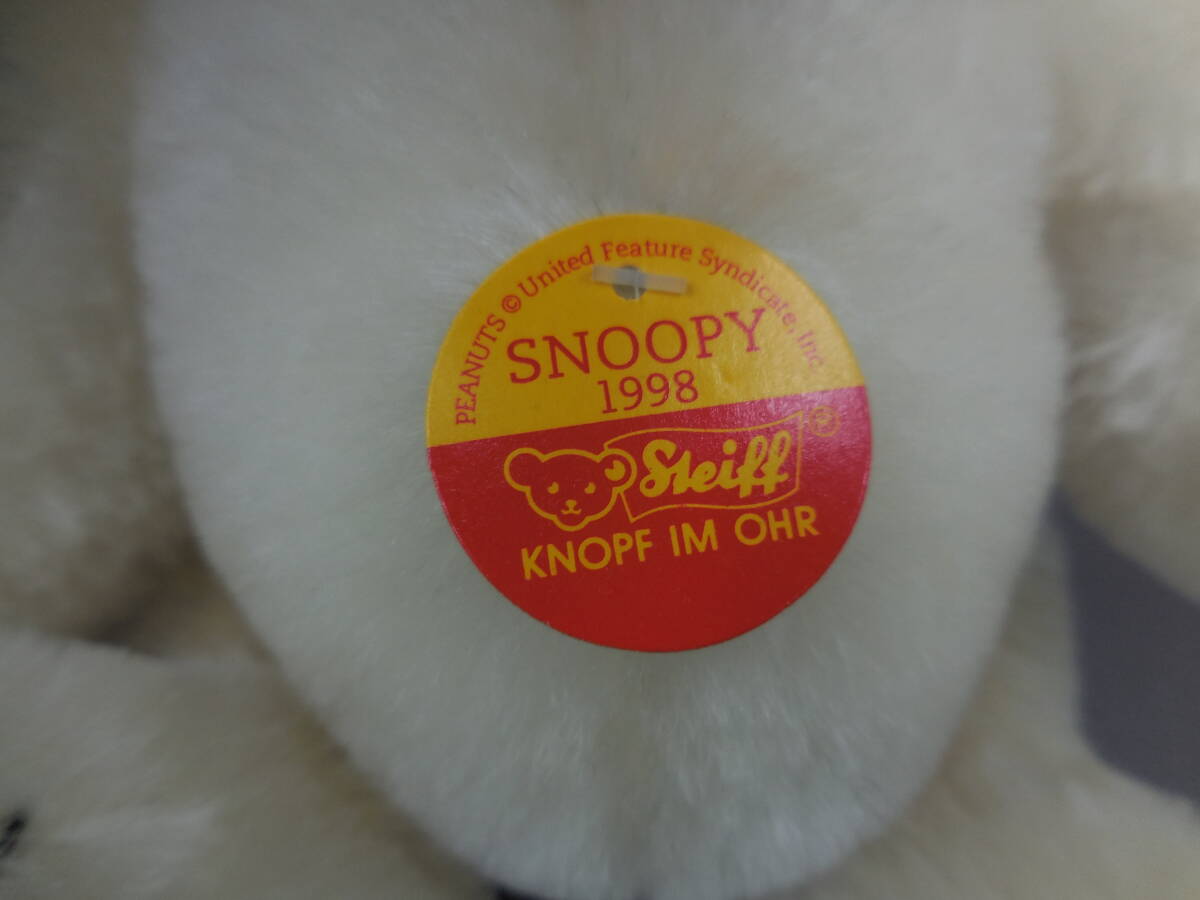 PEANUTS © United Feature Syndicate, Inc
SNOOPY
1998
Steiff ®
KNOPF IM OHR